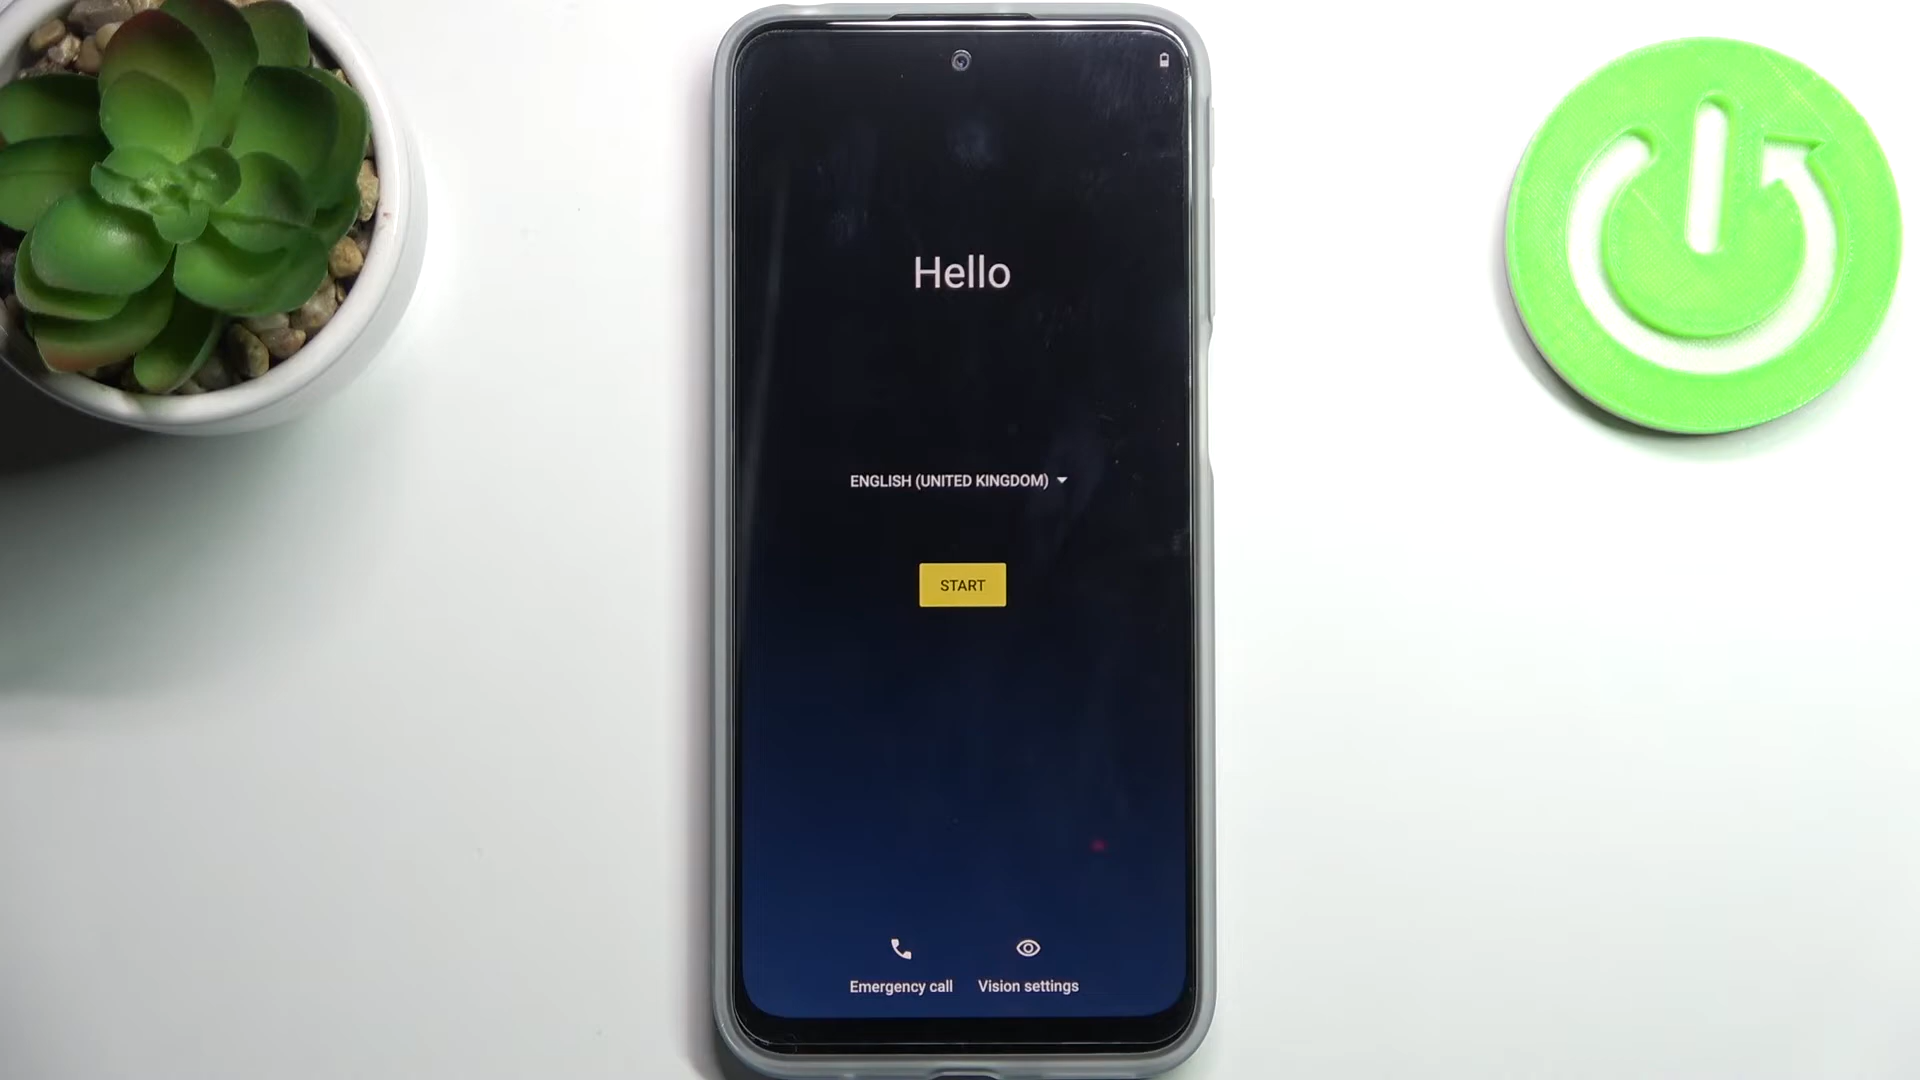 Hello
ENGLISH (UNITED KINGDOM)
START
Emergency call
Vision settings